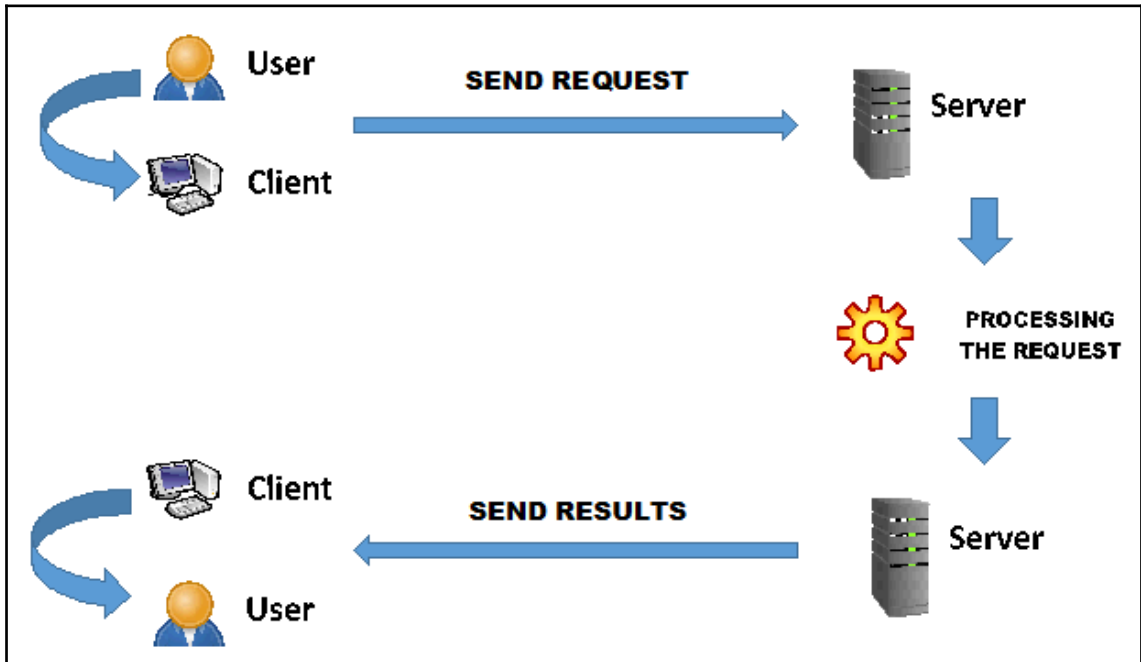 User
SEND REQUEST
Server
Client
PROCESSING
THE REQUEST
Client
SEND RESULTS
Server
User